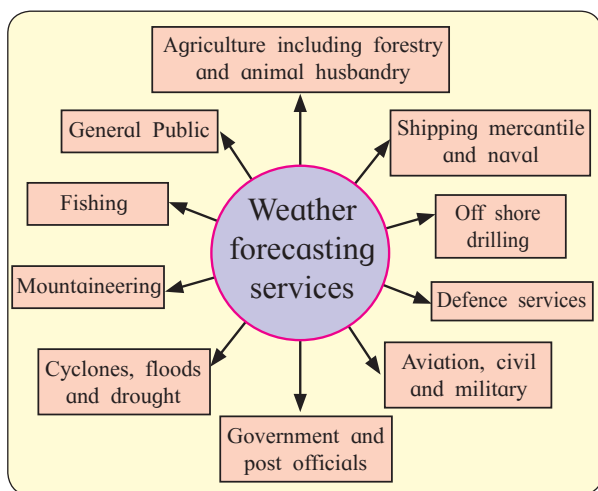 Agriculture including forestry
and animal husbandry
General Public
Shipping mercantile
and naval
Fishing
Weather
forecasting
services
Off shore
drilling
Mountaineering
Defence services
Cyclones, floods
and drought
Aviation, civil
and military
Government and
post officials